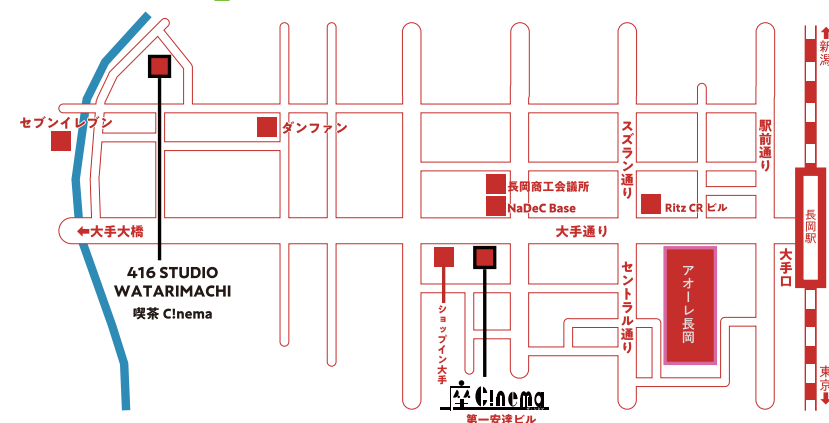 新潟
セブンイレブン
ダンファン
スズラン通り
駅前通り
長岡商工会議所
NaDeC Base
Ritz CR ビル
長岡駅
←大手大橋
大手通り
大手口
416 STUDIO
WATARIMACHI
喫茶 C!nema
ショップイン大手
セントラル通り
アオーレ長岡
東京
座 C!nema
第一安達ビル